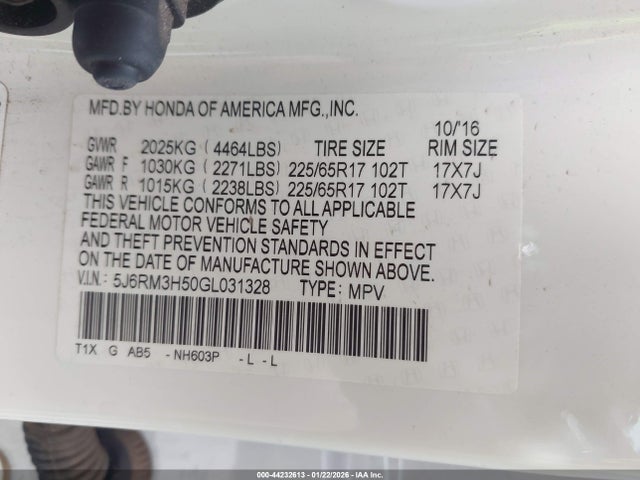 MFD.BY HONDA OF AMERICA MFG.,INC.
10/'16
GVWR 2025KG ( 4464LBS) TIRE SIZE RIM SIZE
GAWR F 1030KG ( 2271LBS) 225/65R17 102T 17X7J
GAWR R 1015KG ( 2238LBS) 225/65R17 102T 17X7J
THIS VEHICLE CONFORMS TO ALL APPLICABLE
FEDERAL MOTOR VEHICLE SAFETY
AND THEFT PREVENTION STANDARDS IN EFFECT
ON THE DATE OF MANUFACTURE SHOWN ABOVE.
V.I.N.: 5J6RM3H50GL031328 TYPE: MPV
T1X G AB5 - NH603P - L - L
000-44232613 - 01/22/2026 - IAA Inc.